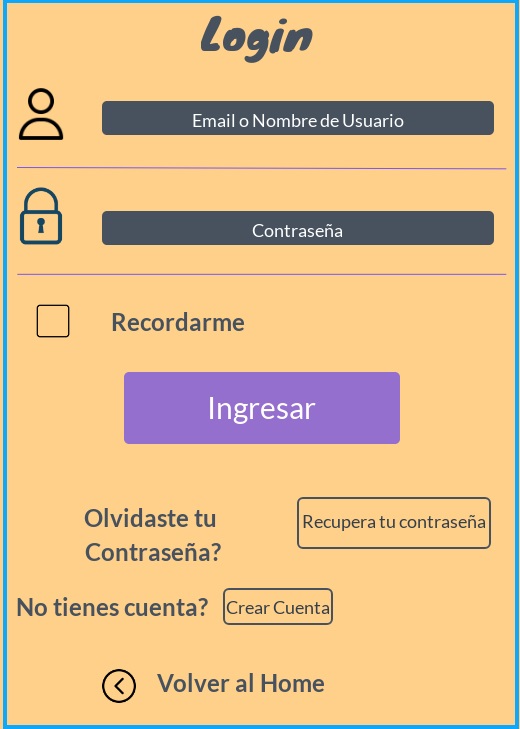 Login
Email o Nombre de Usuario
Contraseña
Recordarme
Ingresar
Olvidaste tu
Contraseña?
Recupera tu contraseña
No tienes cuenta?
Crear Cuenta
Volver al Home